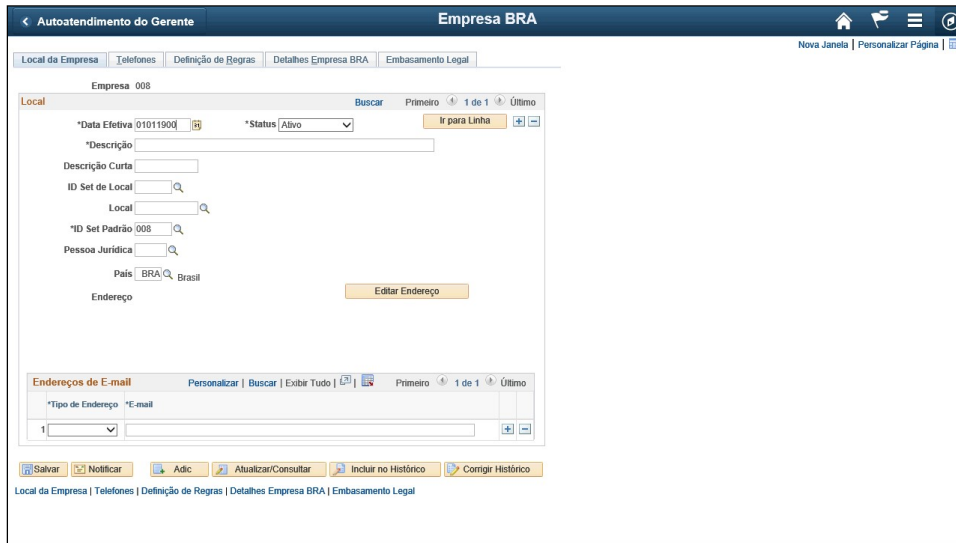 Autoatendimento do Gerente Empresa BRA
Nova Janela | Personalizar Página |
Local da Empresa Telefones Definição de Regras Detalhes Empresa BRA Embasamento Legal
Empresa 008
Local Buscar Primeiro 1 de 1 Último
*Data Efetiva 01011900 *Status Ativo Ir para Linha
*Descrição
Descrição Curta
ID Set de Local
Local
*ID Set Padrão 008
Pessoa Jurídica
País BRA Brasil
Editar Endereço
Endereço
Endereços de E-mail Personalizar | Buscar | Exibir Tudo | | Primeiro 1 de 1 Último
*Tipo de Endereço *E-mail
1
Salvar Notificar Adic Atualizar/Consultar Incluir no Histórico Corrigir Histórico
Local da Empresa | Telefones | Definição de Regras | Detalhes Empresa BRA | Embasamento Legal